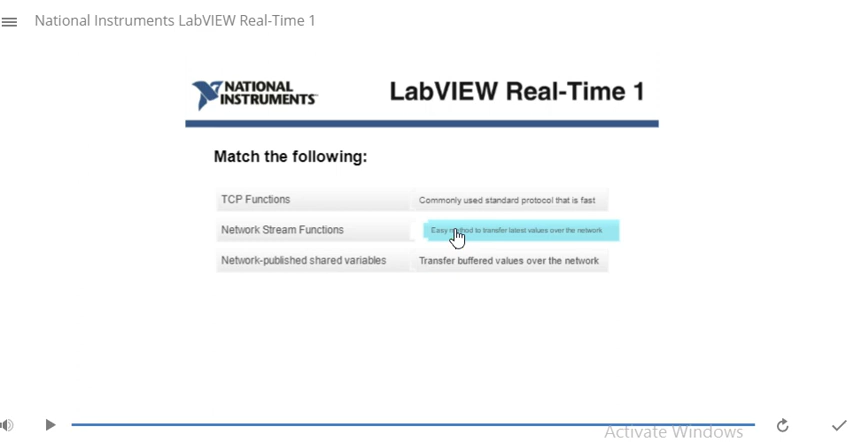 National Instruments LabVIEW Real-Time 1
NATIONAL INSTRUMENTS
LabVIEW Real-Time 1
Match the following:
TCP Functions Commonly used standard protocol that is fast
Network Stream Functions Easy method to transfer latest values over the network
Network-published shared variables Transfer buffered values over the network
Activate Windows